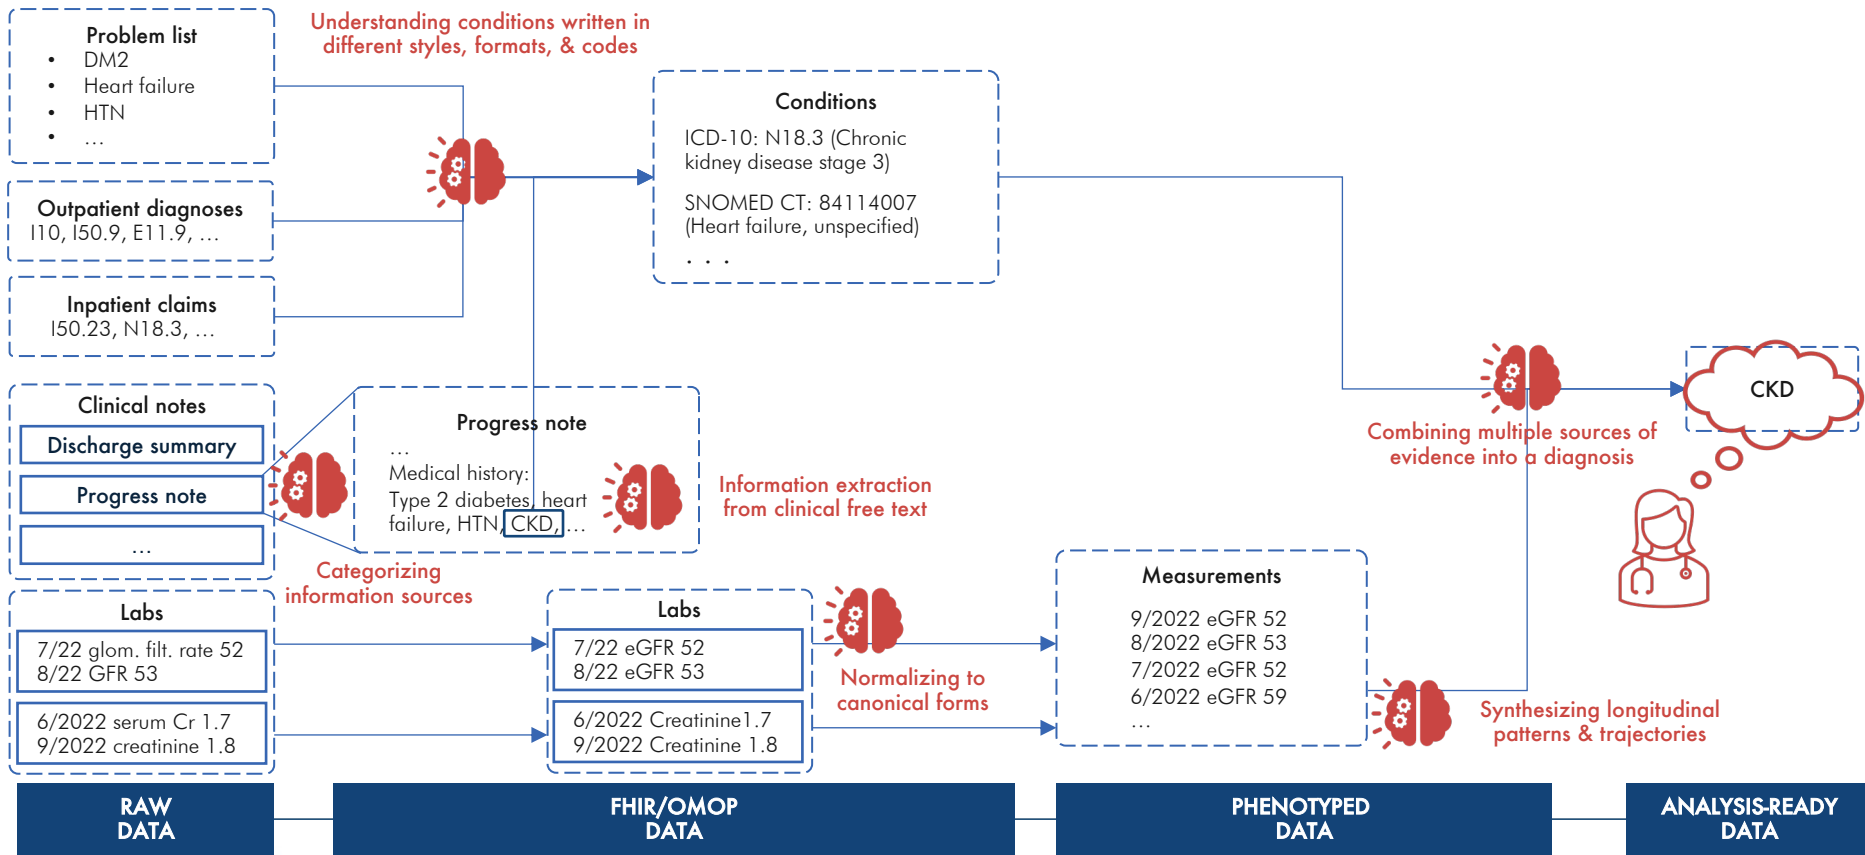 Problem list
• DM2
• Heart failure
• HTN
• ...
Outpatient diagnoses
I10, I50.9, E11.9, ...
Inpatient claims
I50.23, N18.3, ...
Clinical notes
Discharge summary
Progress note
...
Labs
7/22 glom. filt. rate 52
8/22 GFR 53
6/2022 serum Cr 1.7
9/2022 creatinine 1.8
Understanding conditions written in
different styles, formats, & codes
Conditions
ICD-10: N18.3 (Chronic
kidney disease stage 3)
SNOMED CT: 84114007
(Heart failure, unspecified)
. . .
Progress note
...
Medical history:
Type 2 diabetes, heart
failure, HTN, CKD, ...
Information extraction
from clinical free text
Categorizing
information sources
Labs
7/22 eGFR 52
8/22 eGFR 53
6/2022 Creatinine1.7
9/2022 Creatinine 1.8
Normalizing to
canonical forms
Measurements
9/2022 eGFR 52
8/2022 eGFR 53
7/2022 eGFR 52
6/2022 eGFR 59
...
Synthesizing longitudinal
patterns & trajectories
Combining multiple sources of
evidence into a diagnosis
CKD
RAW
DATA
FHIR/OMOP
DATA
PHENOTYPED
DATA
ANALYSIS-READY
DATA